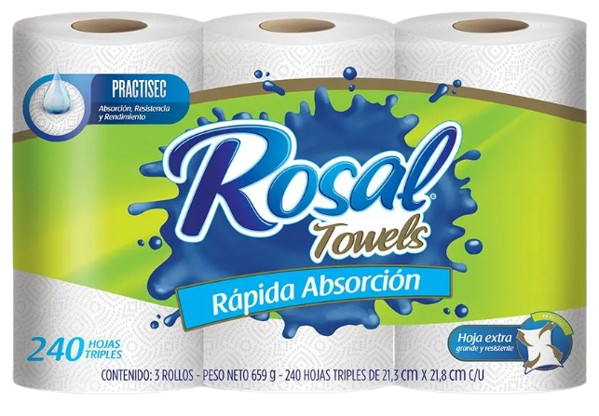 PRACTISEC
Absorción, Resistencia
y Rendimiento
Rosal
Towels
Rápida Absorción
240 HOJAS
TRIPLES
Hoja extra
grande y resistente
CONTENIDO: 3 ROLLOS - PESO NETO 659 g - 240 HOJAS TRIPLES DE 21,3 cm X 21,8 cm C/U